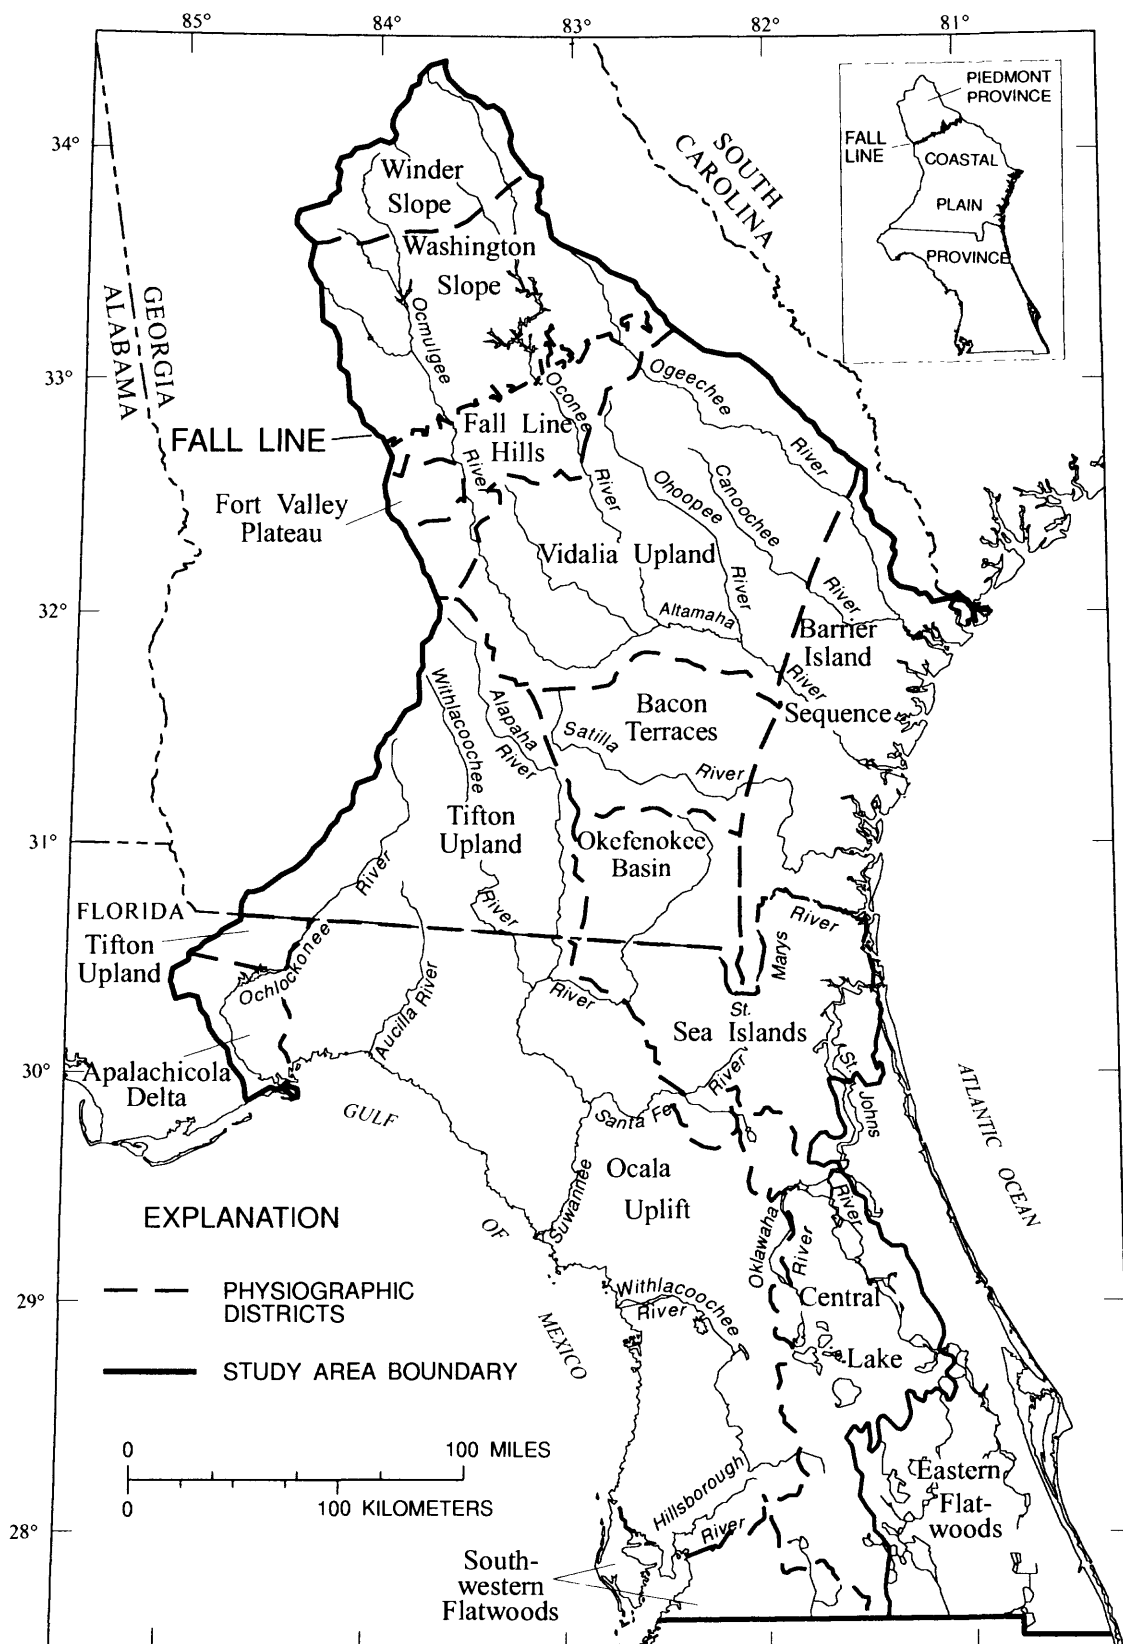 85°
84°
83°
82°
81°
34°
33°
32°
31°
30°
29°
28°
PIEDMONT
PROVINCE
FALL
LINE
COASTAL
PLAIN
PROVINCE
SOUTH
CAROLINA
GEORGIA
ALABAMA
Winder
Slope
Washington
Slope
Ocmulgee
River
Oconee
River
Ogeechee
River
FALL LINE
Fall Line
Hills
Fort Valley
Plateau
Ohoopee
River
Canoochee
River
Vidalia Upland
Altamaha
River
Barrier
Island
Sequence
Bacon
Terraces
Withlacoochee
River
Alapaha
River
Satilla
River
Tifton
Upland
Okefenokee
Basin
FLORIDA
Tifton
Upland
Ochlockonee
River
Aucilla River
River
St.
Marys
River
Sea Islands
Apalachicola
Delta
Santa Fe
River
St.
Johns
River
GULF
OF
MEXICO
ATLANTIC OCEAN
Suwannee
Ocala
Uplift
Oklawaha
River
Withlacoochee
River
Central
Lake
Eastern
Flat-
woods
Hillsborough
River
South-
western
Flatwoods
EXPLANATION
PHYSIOGRAPHIC
DISTRICTS
STUDY AREA BOUNDARY
0 100 MILES
0 100 KILOMETERS